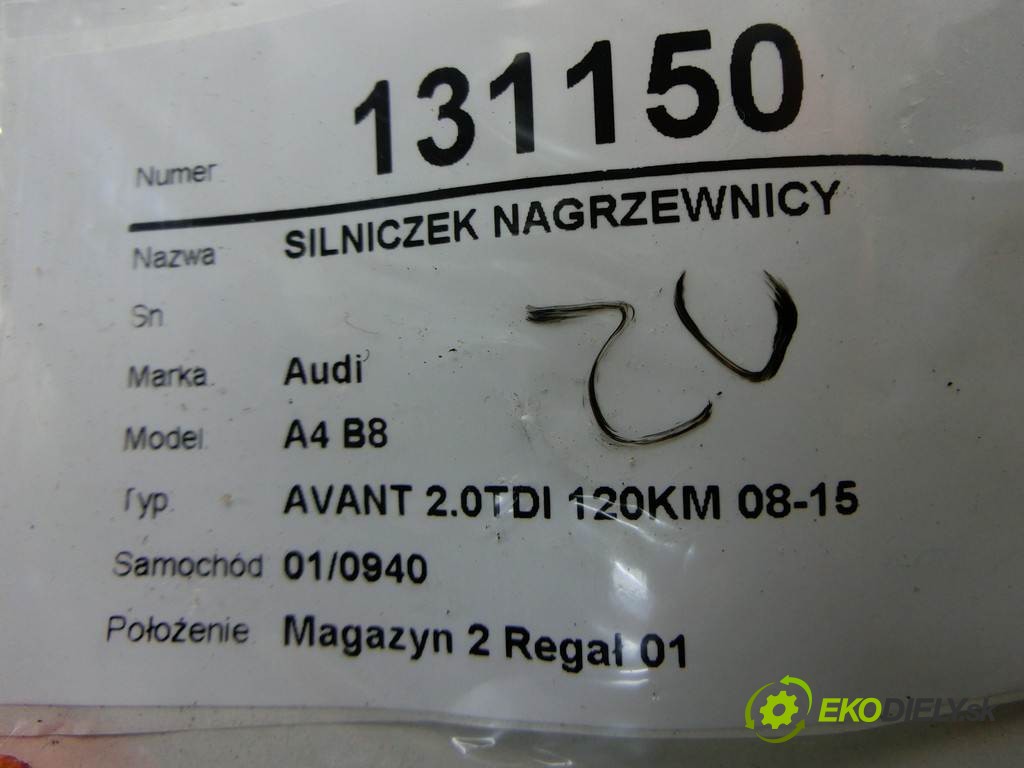 Numer 131150
Nazwa SILNICZEK NAGRZEWNICY
Sn
Marka Audi
Model A4 B8
Typ AVANT 2.0TDI 120KM 08-15
Samochód 01/0940
Położenie Magazyn 2 Regał 01
EKODIELY.sk